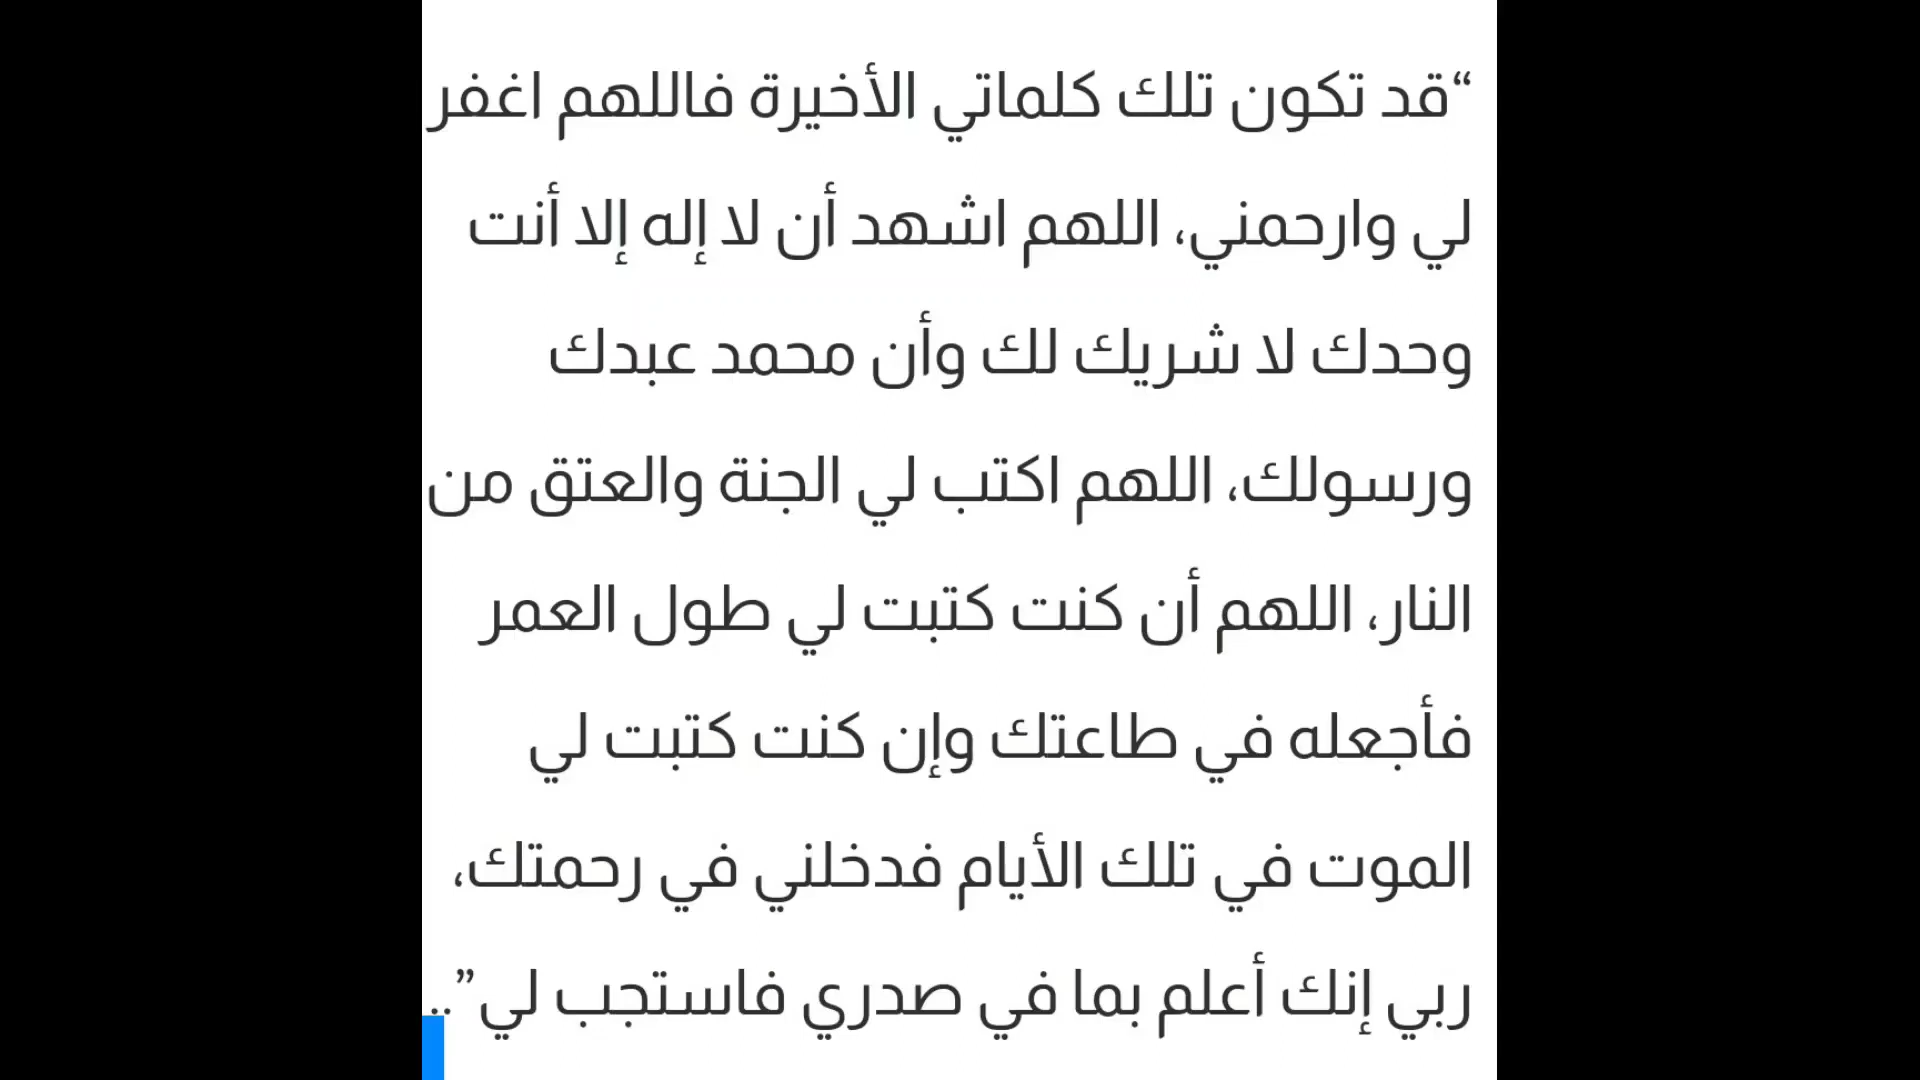 “قد تكون تلك كلماتي الأخيرة فاللهم اغفر
لي وارحمني، اللهم اشهد أن لا إله إلا أنت
وحدك لا شريك لك وأن محمد عبدك
ورسولك، اللهم اكتب لي الجنة والعتق من
النار، اللهم أن كنت كتبت لي طول العمر
فأجعله في طاعتك وإن كنت كتبت لي
الموت في تلك الأيام فدخلني في رحمتك،
ربي إنك أعلم بما في صدري فاستجب لي”..